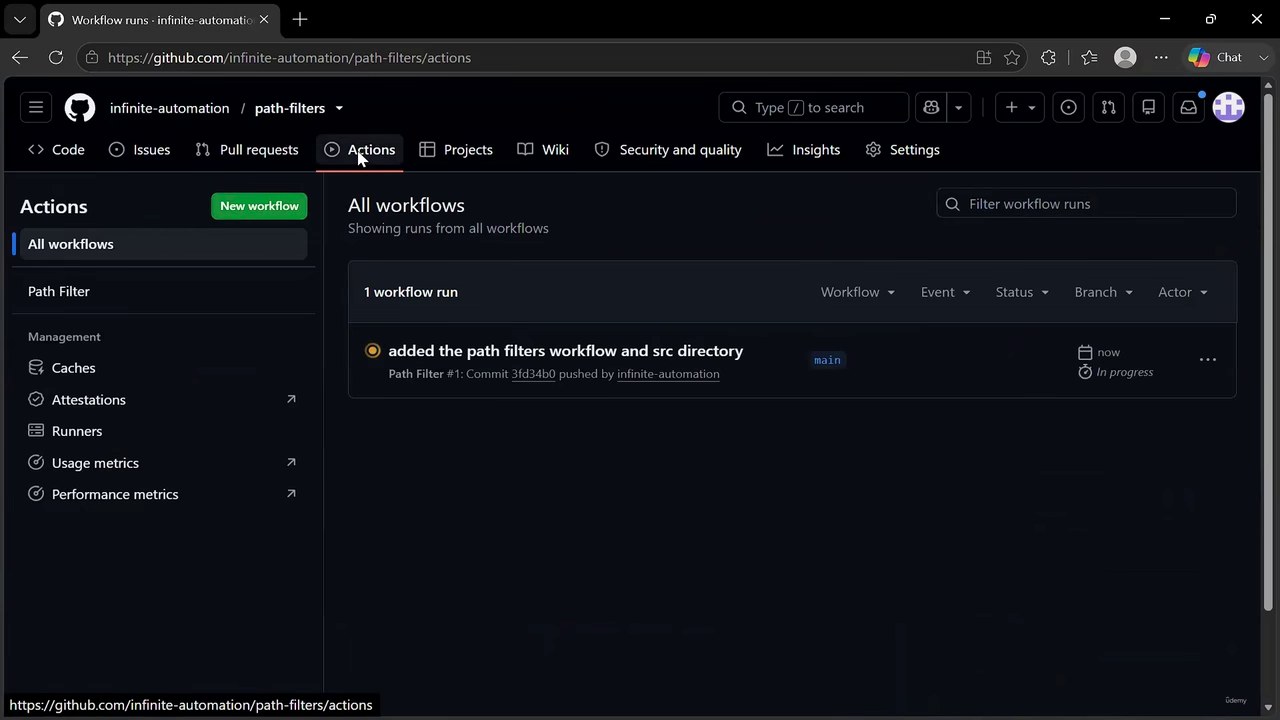 Workflow runs · infinite-automatio
https://github.com/infinite-automation/path-filters/actions
Chat
infinite-automation / path-filters
Type / to search
Code
Issues
Pull requests
Actions
Projects
Wiki
Security and quality
Insights
Settings
Actions
New workflow
All workflows
Path Filter
Management
Caches
Attestations
Runners
Usage metrics
Performance metrics
All workflows
Showing runs from all workflows
Filter workflow runs
1 workflow run
Workflow
Event
Status
Branch
Actor
added the path filters workflow and src directory
Path Filter #1: Commit 3fd34b0 pushed by infinite-automation
main
now
In progress
https://github.com/infinite-automation/path-filters/actions
ûdemy